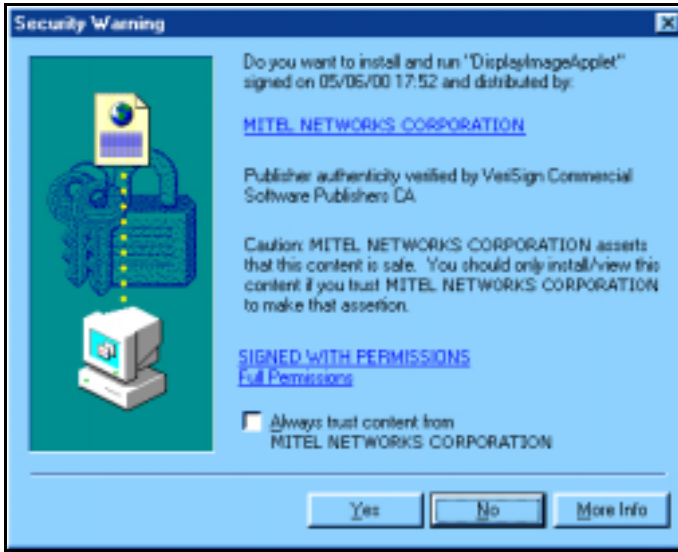 Security Warning
Do you want to install and run "DisplayImageApplet"
signed on 05/06/00 17:52 and distributed by:
MITEL NETWORKS CORPORATION
Publisher authenticity verified by VeriSign Commercial
Software Publishers CA
Caution: MITEL NETWORKS CORPORATION asserts
that this content is safe. You should only install/view this
content if you trust MITEL NETWORKS CORPORATION
to make that assertion.
SIGNED WITH PERMISSIONS
Full Permissions
Always trust content from
MITEL NETWORKS CORPORATION
Yes No More Info